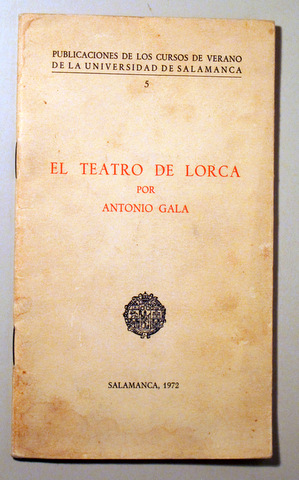 PUBLICACIONES DE LOS CURSOS DE VERANO
DE LA UNIVERSIDAD DE SALAMANCA
5
EL TEATRO DE LORCA
POR
ANTONIO GALA
SALAMANCA, 1972